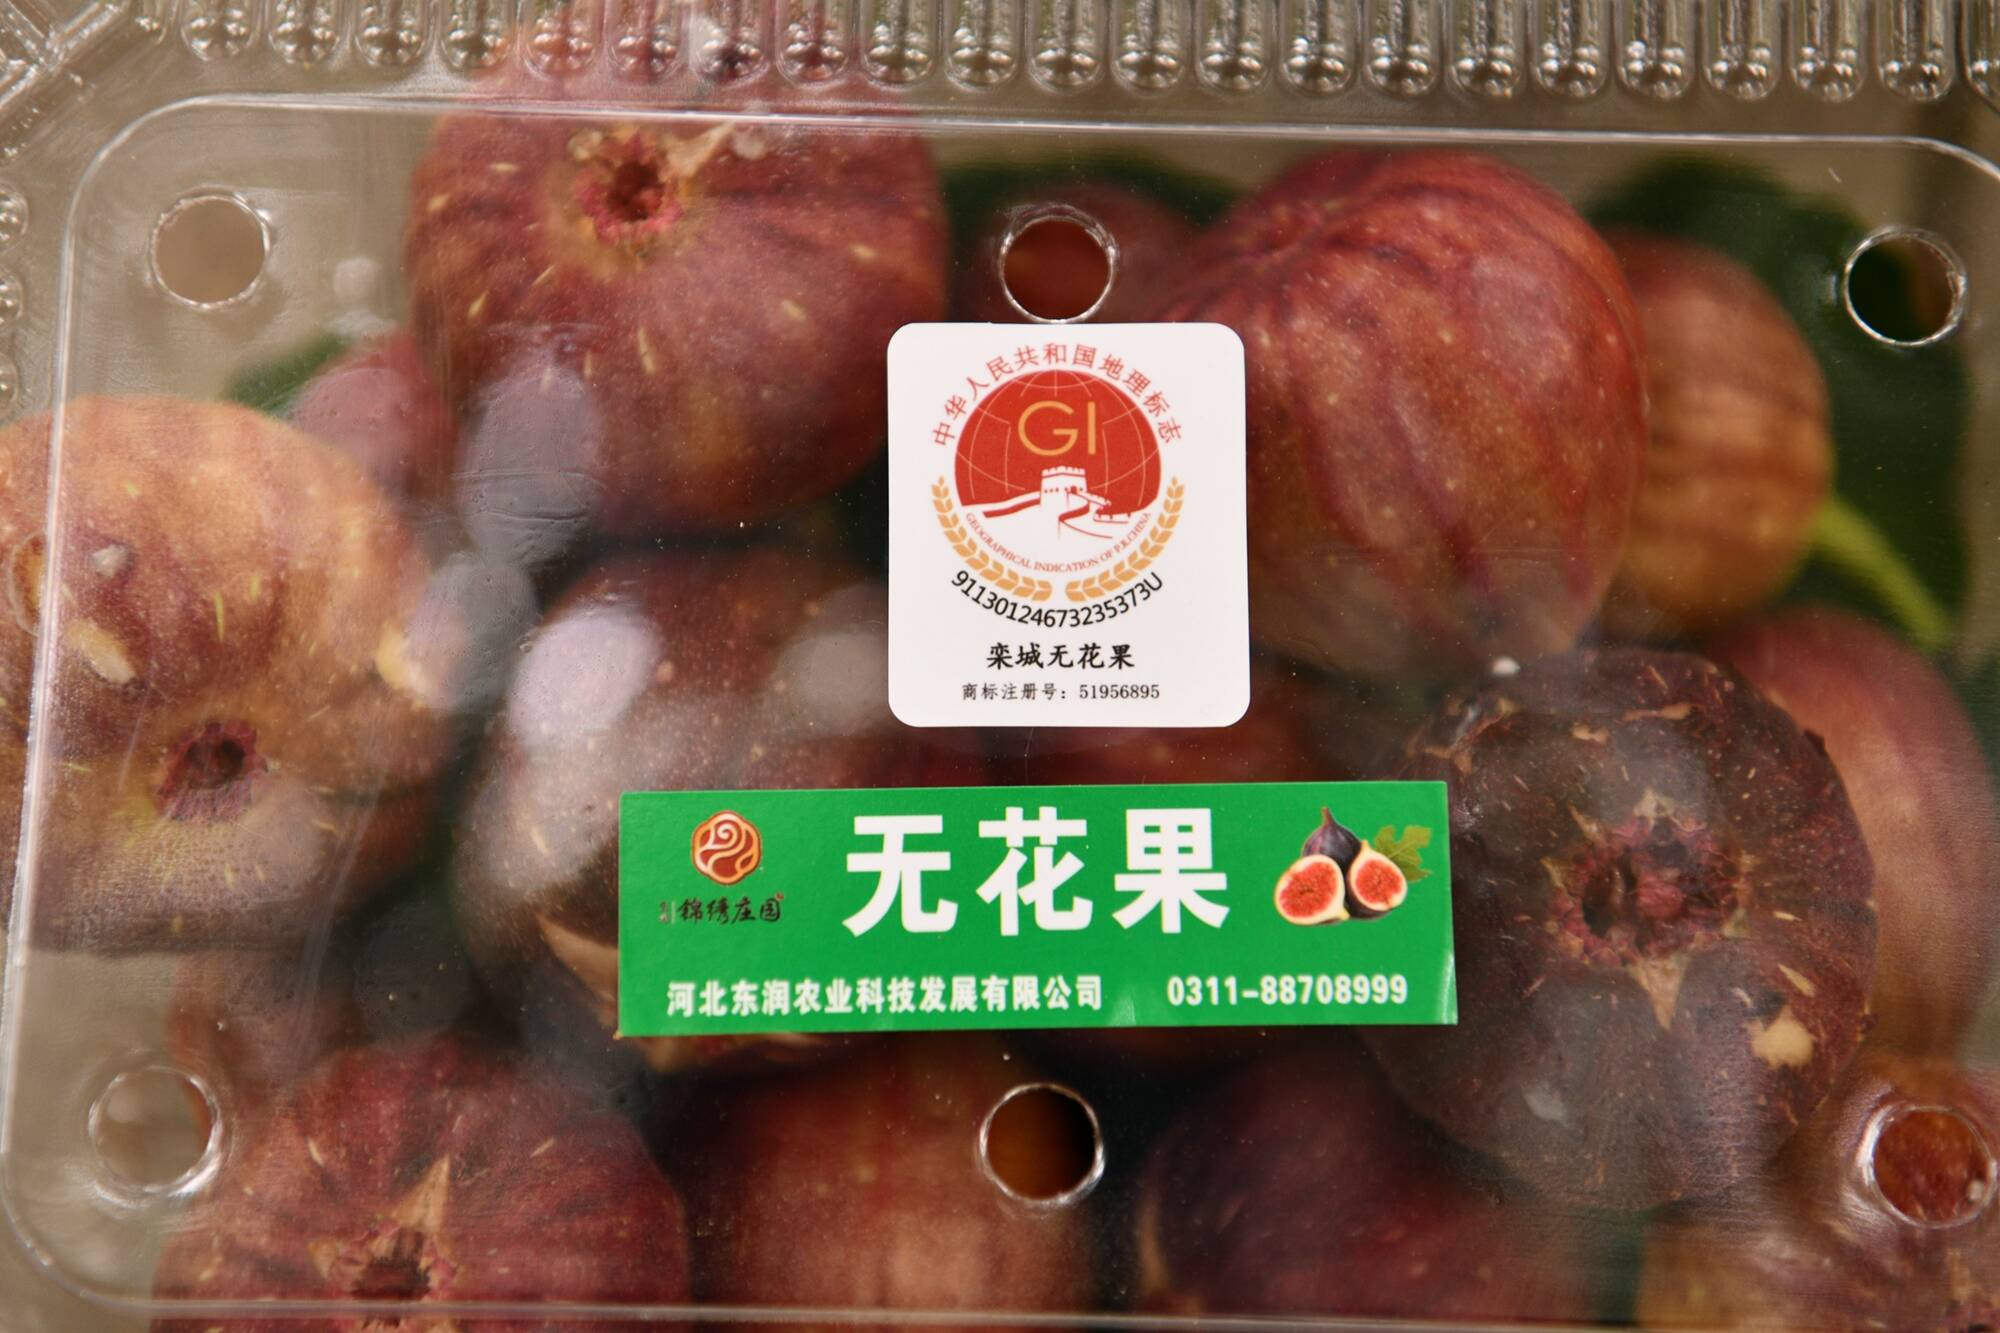 中华人民共和国地理标志
GI
GEOGRAPHICAL INDICATION OF P.R.CHINA
91130124673235373U
栾城无花果
商标注册号：51956895
锦绣庄园
无花果
河北东润农业科技发展有限公司 0311-88708999